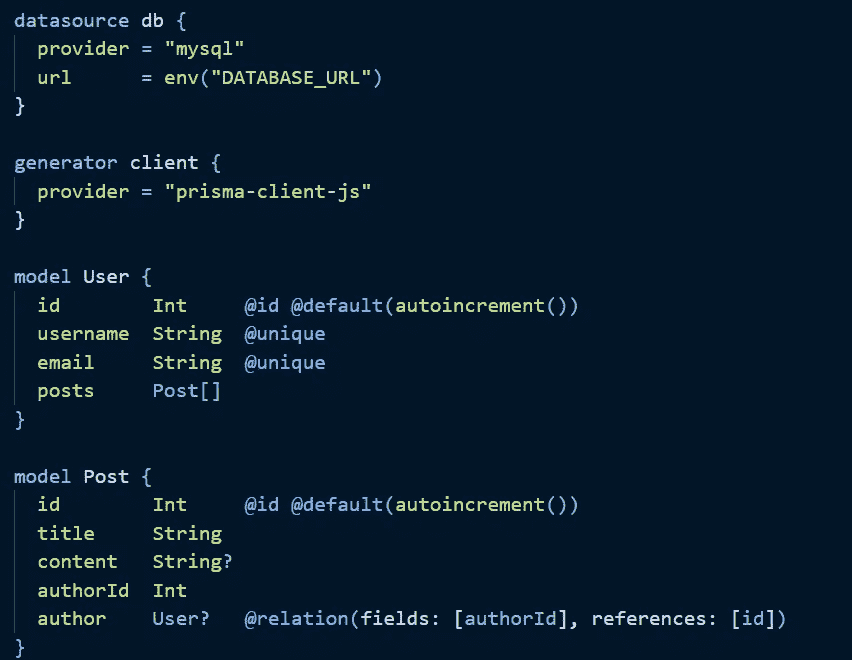 datasource db {
  provider = "mysql"
  url      = env("DATABASE_URL")
}

generator client {
  provider = "prisma-client-js"
}

model User {
  id        Int     @id @default(autoincrement())
  username  String  @unique
  email     String  @unique
  posts     Post[]
}

model Post {
  id        Int     @id @default(autoincrement())
  title     String
  content   String?
  authorId  Int
  author    User?   @relation(fields: [authorId], references: [id])
}